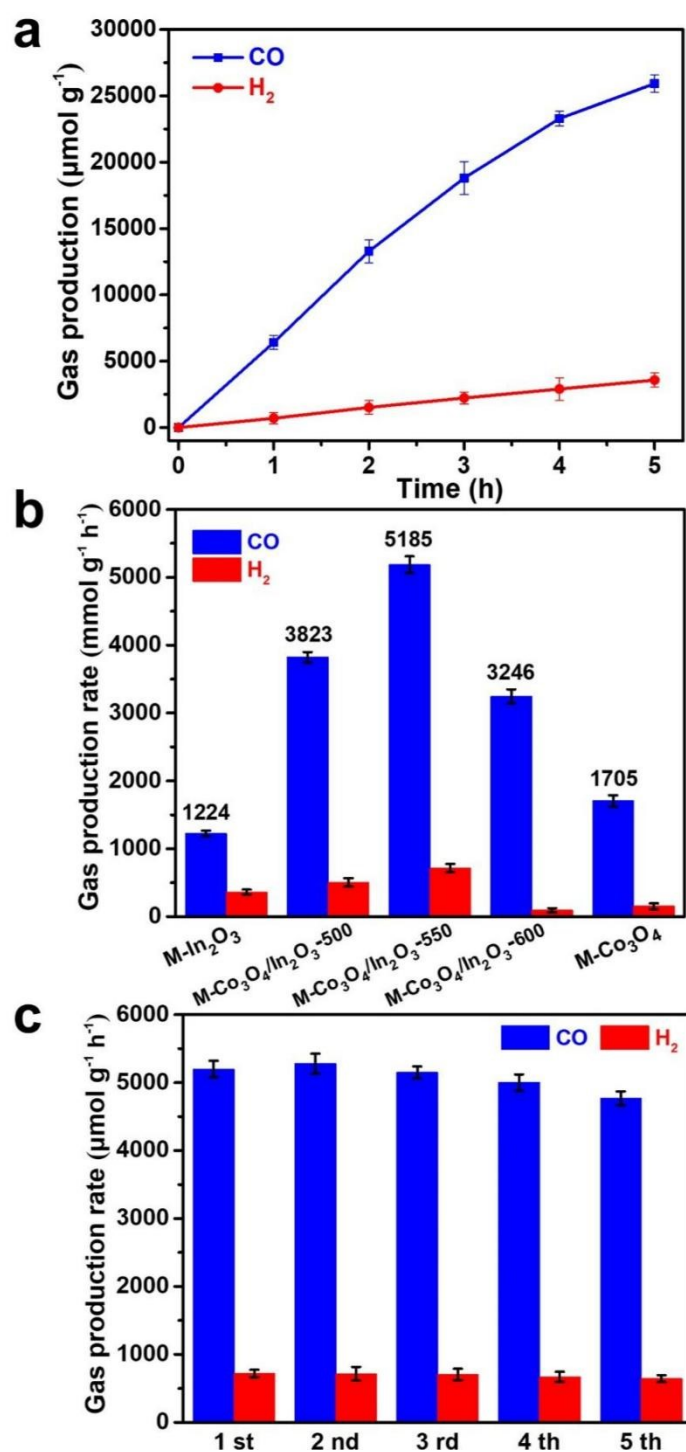 a
30000
25000
20000
15000
10000
5000
0
Gas production (µmol g⁻¹)
CO
H₂
0 1 2 3 4 5
Time (h)
b
6000
5000
4000
3000
2000
1000
0
Gas production rate (mmol g⁻¹ h⁻¹)
CO
H₂
1224
3823
5185
3246
1705
M-In₂O₃
M-Co₃O₄/In₂O₃-500
M-Co₃O₄/In₂O₃-550
M-Co₃O₄/In₂O₃-600
M-Co₃O₄
c
6000
5000
4000
3000
2000
1000
0
Gas production rate (µmol g⁻¹ h⁻¹)
CO H₂
1 st 2 nd 3 rd 4 th 5 th